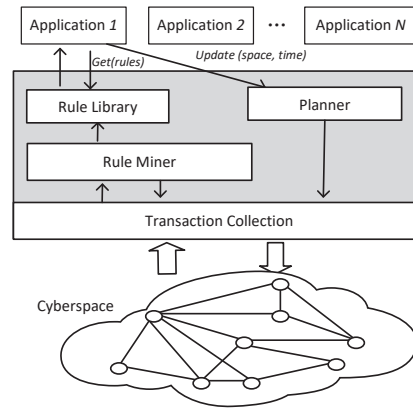 Application 1 Application 2 ... Application N
Get(rules) Update (space, time)
Rule Library Planner
Rule Miner
Transaction Collection
Cyberspace